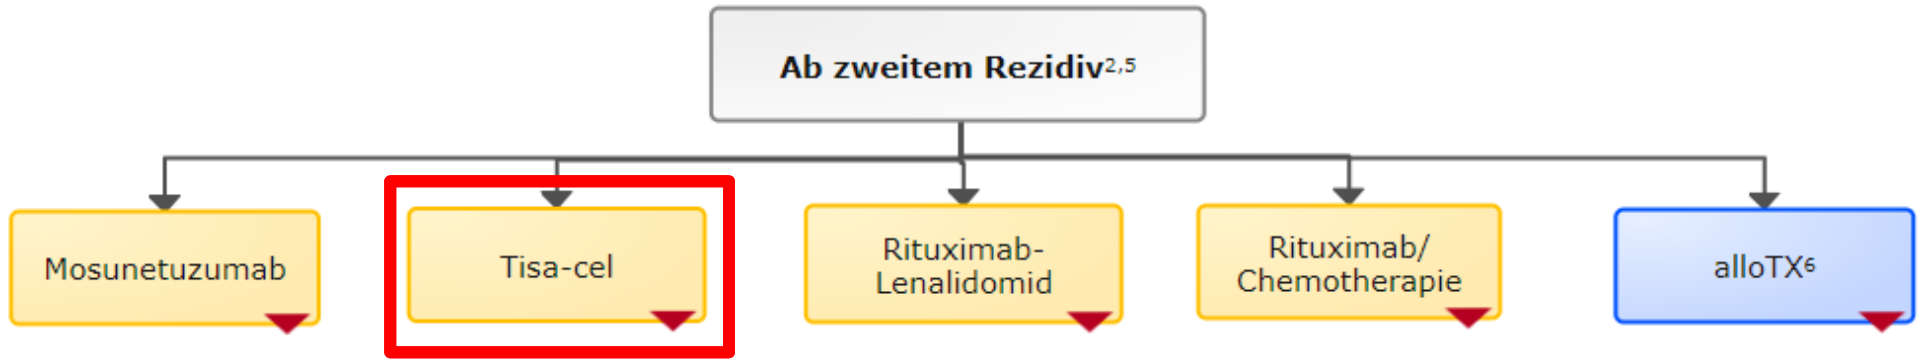 Ab zweitem Rezidiv2,5
Mosunetuzumab
Tisa-cel
Rituximab-
Lenalidomid
Rituximab/
Chemotherapie
alloTX6